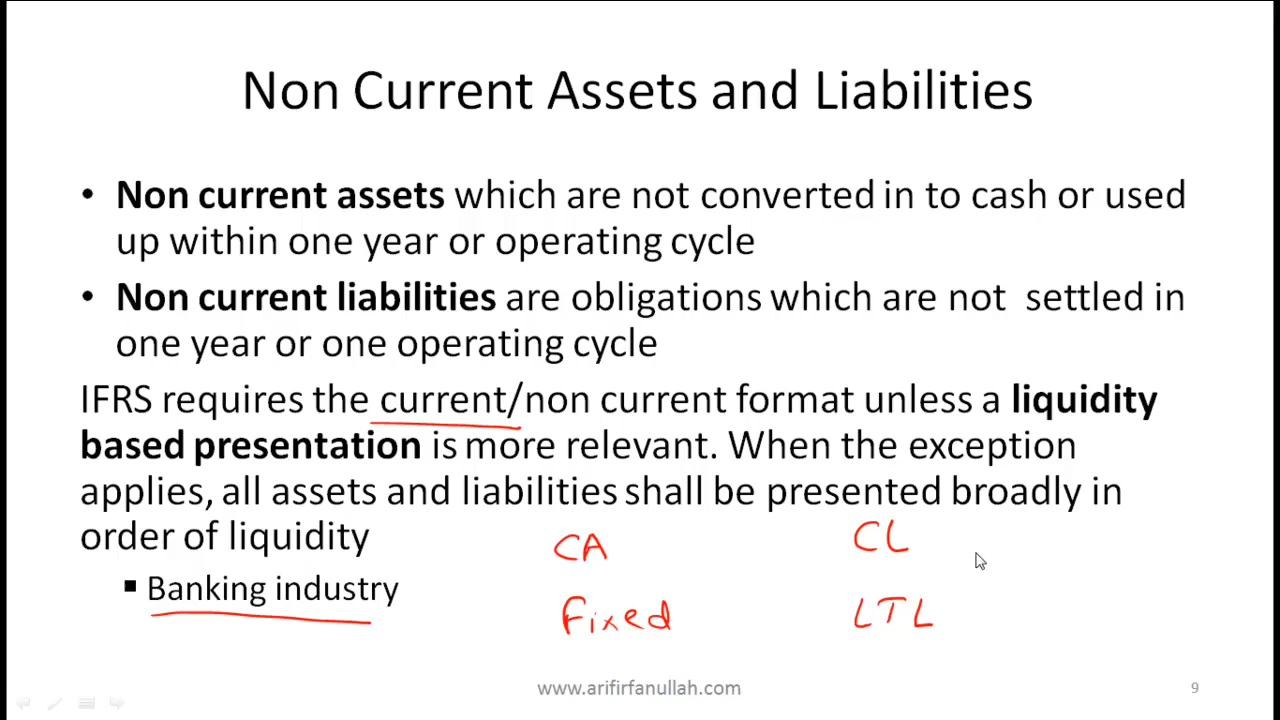 Non Current Assets and Liabilities
• Non current assets which are not converted in to cash or used
up within one year or operating cycle
• Non current liabilities are obligations which are not settled in
one year or one operating cycle
IFRS requires the current/non current format unless a liquidity
based presentation is more relevant. When the exception
applies, all assets and liabilities shall be presented broadly in
order of liquidity
CA CL
▪ Banking industry
Fixed LTL
www.arifirfanullah.com 9